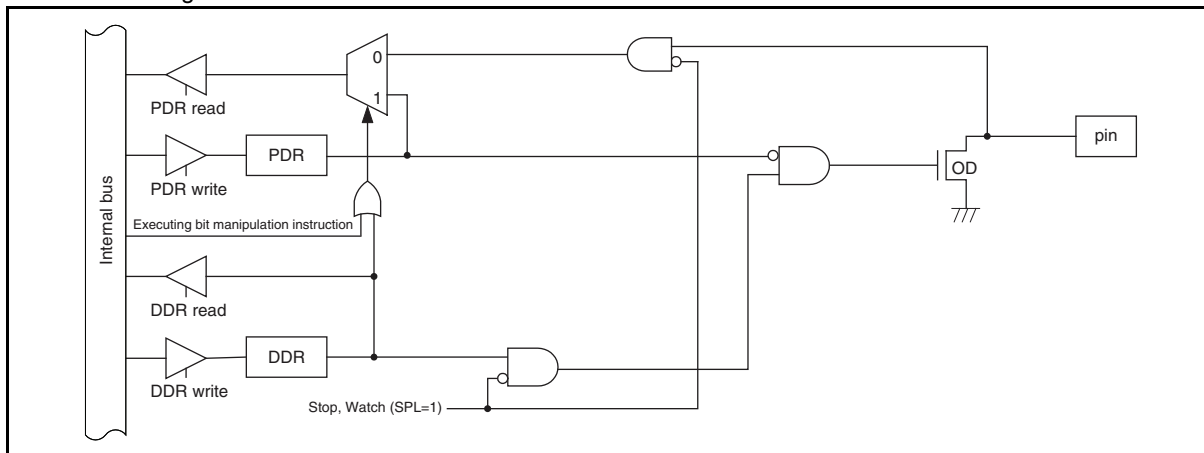 0
1
PDR read
PDR
pin
PDR write
OD
Executing bit manipulation instruction
Internal bus
DDR read
DDR
DDR write
Stop, Watch (SPL=1)